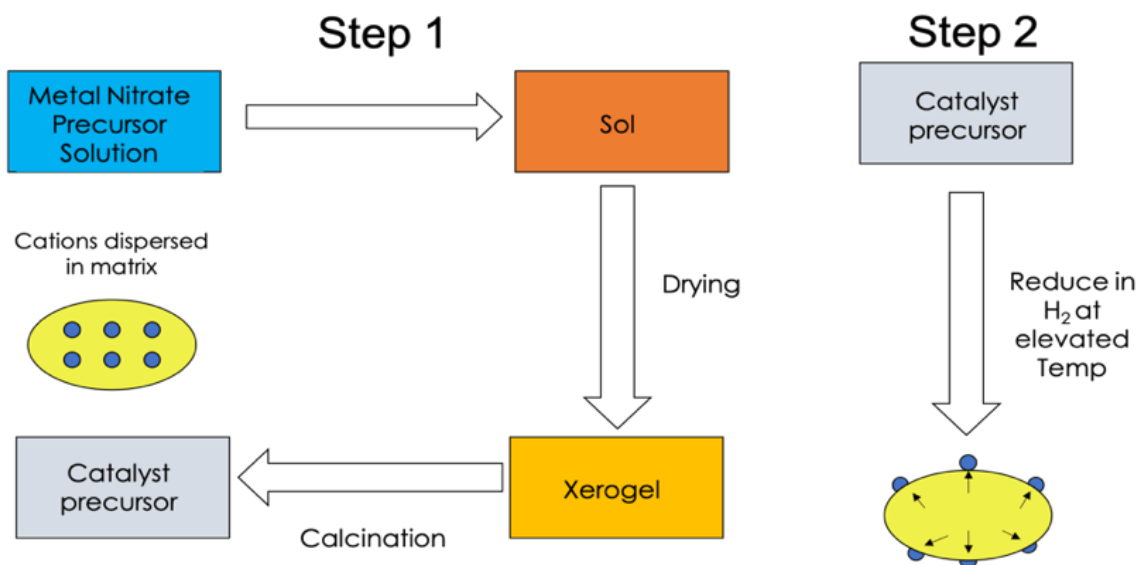 Step 1
Step 2
Metal Nitrate
Precursor
Solution
Sol
Catalyst
precursor
Cations dispersed
in matrix
Drying
Reduce in
H₂ at
elevated
Temp
Catalyst
precursor
Calcination
Xerogel